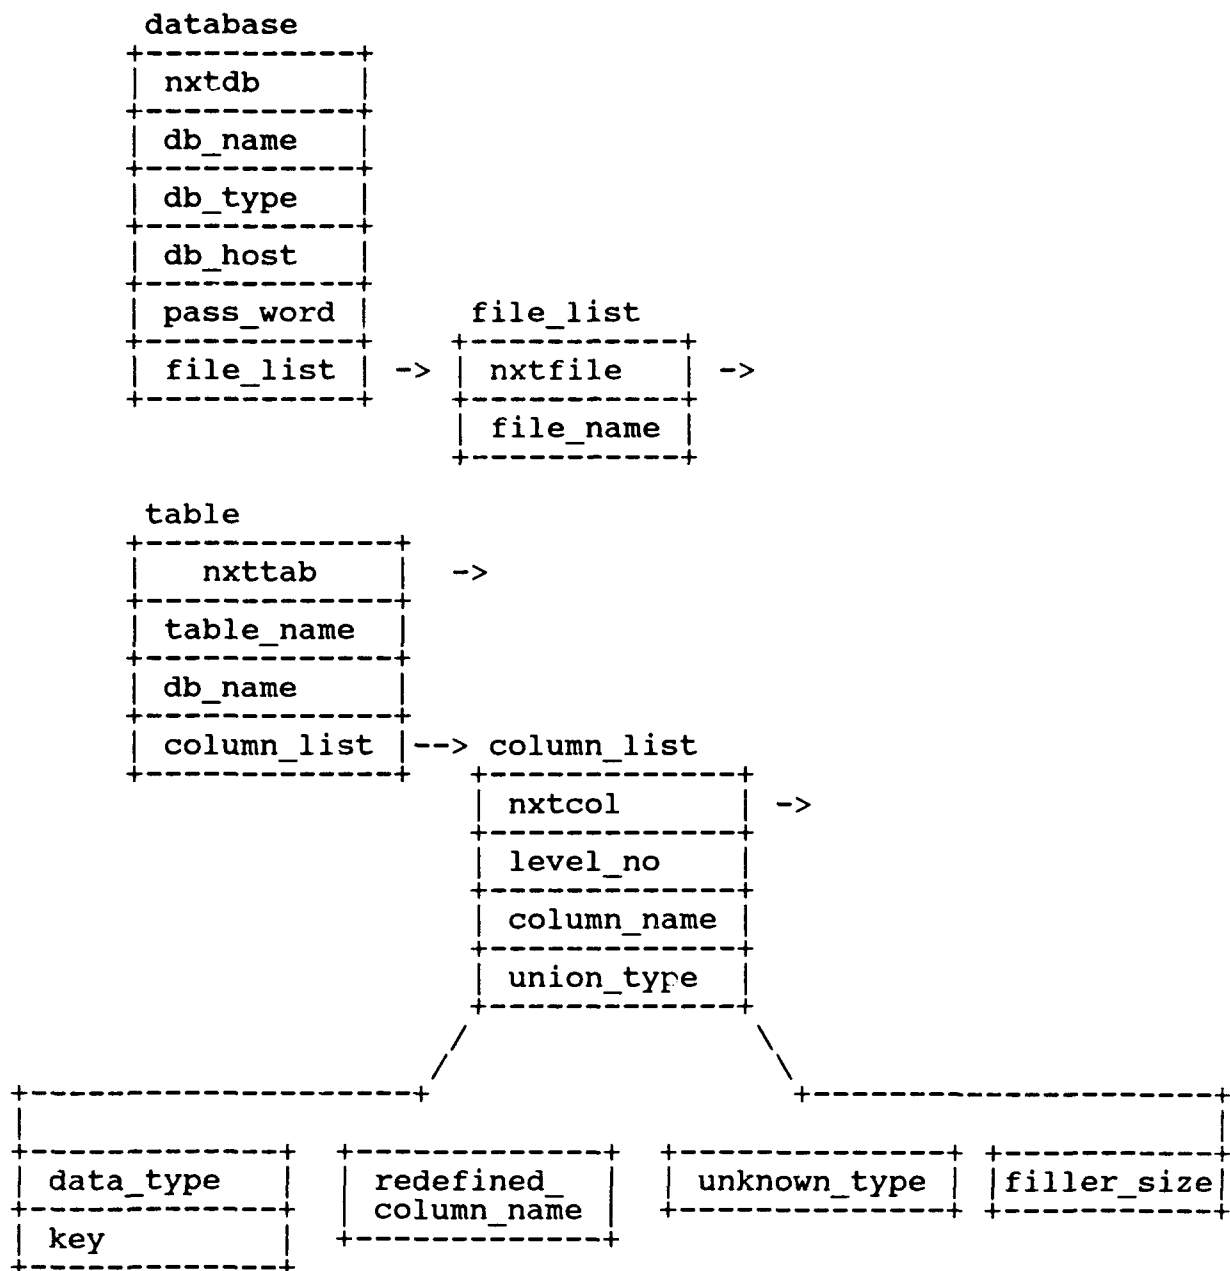 database
nxtdb
db_name
db_type
db_host
pass_word file_list
file_list -> nxtfile ->
file_name
table
nxttab ->
table_name
db_name
column_list --> column_list
nxtcol ->
level_no
column_name
union_type
data_type redefined_ unknown_type filler_size
column_name
key